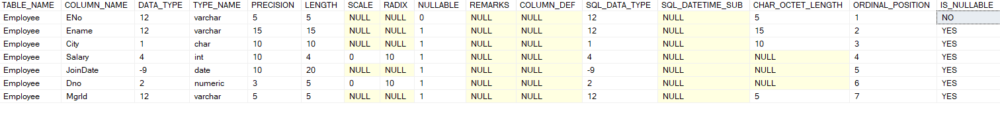 TABLE_NAME COLUMN_NAME DATA_TYPE TYPE_NAME PRECISION LENGTH SCALE RADIX NULLABLE REMARKS COLUMN_DEF SQL_DATA_TYPE SQL_DATETIME_SUB CHAR_OCTET_LENGTH ORDINAL_POSITION IS_NULLABLE
Employee ENo 12 varchar 5 5 NULL NULL 0 NULL NULL 12 NULL 5 1 NO
Employee Ename 12 varchar 15 15 NULL NULL 1 NULL NULL 12 NULL 15 2 YES
Employee City 1 char 10 10 NULL NULL 1 NULL NULL 1 NULL 10 3 YES
Employee Salary 4 int 10 4 0 10 1 NULL NULL 4 NULL NULL 4 YES
Employee JoinDate -9 date 10 20 NULL NULL 1 NULL NULL -9 NULL NULL 5 YES
Employee Dno 2 numeric 3 5 0 10 1 NULL NULL 2 NULL NULL 6 YES
Employee MgrId 12 varchar 5 5 NULL NULL 1 NULL NULL 12 NULL 5 7 YES